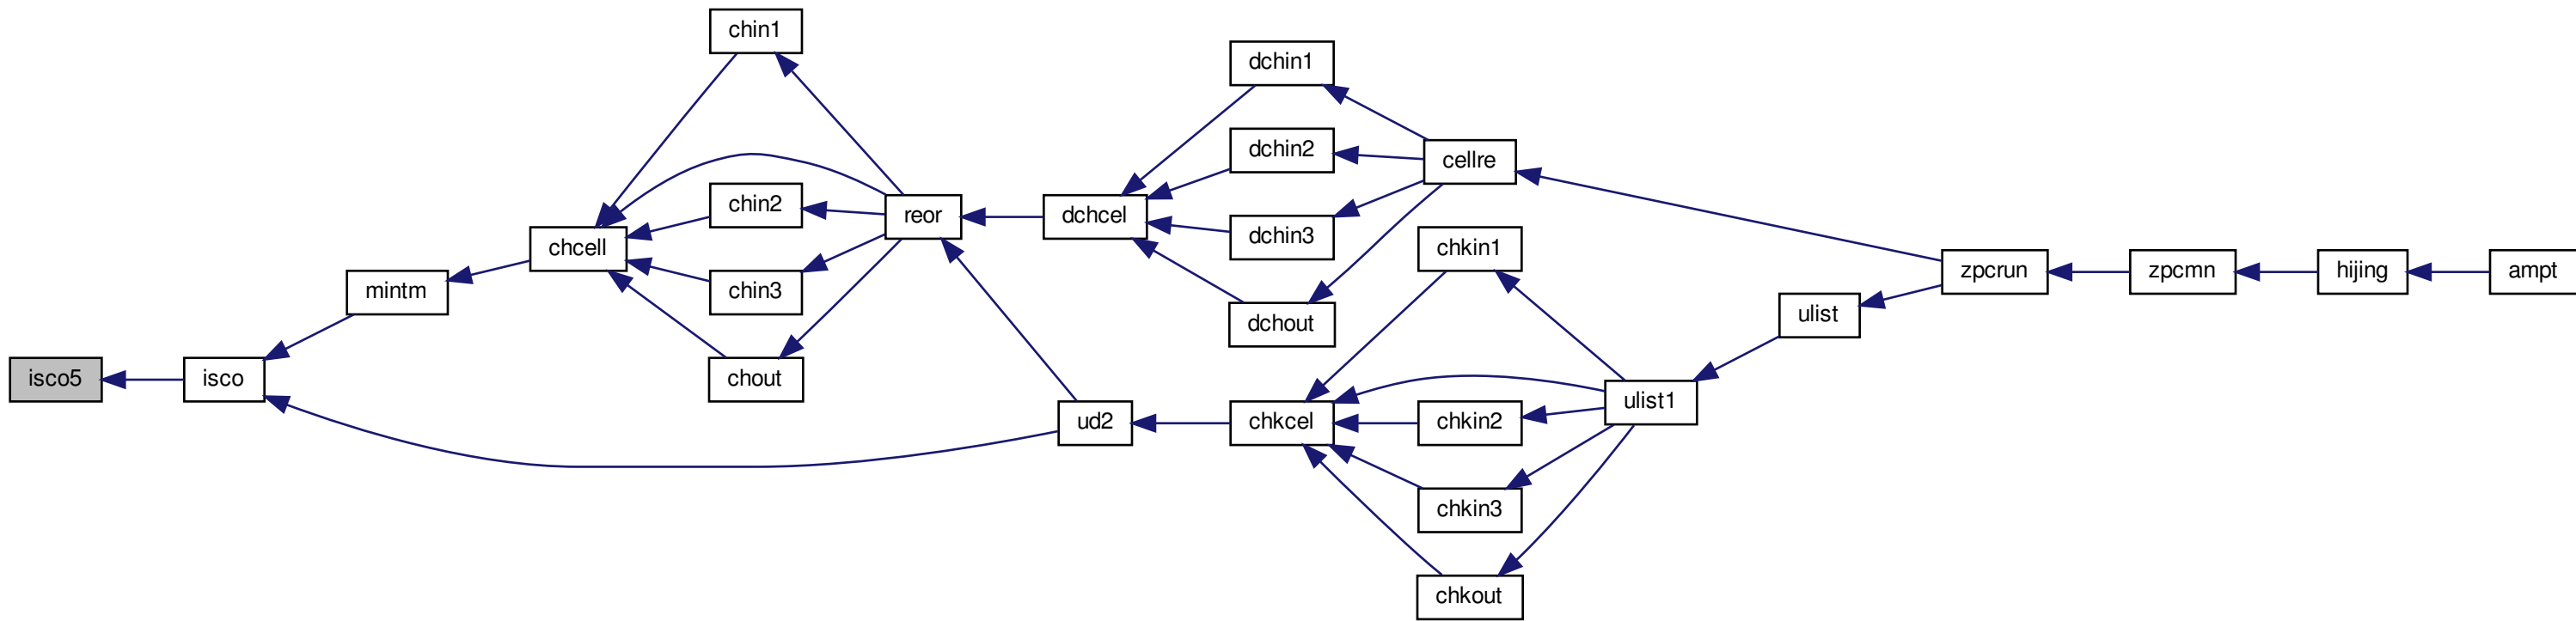 isco5
isco
mintm
chcell
chin1
chin2
chin3
chout
reor
dchcel
ud2
dchin1
dchin2
dchin3
dchout
chkcel
cellre
chkin1
chkin2
chkin3
chkout
ulist1
ulist
zpcrun
zpcmn
hijing
ampt